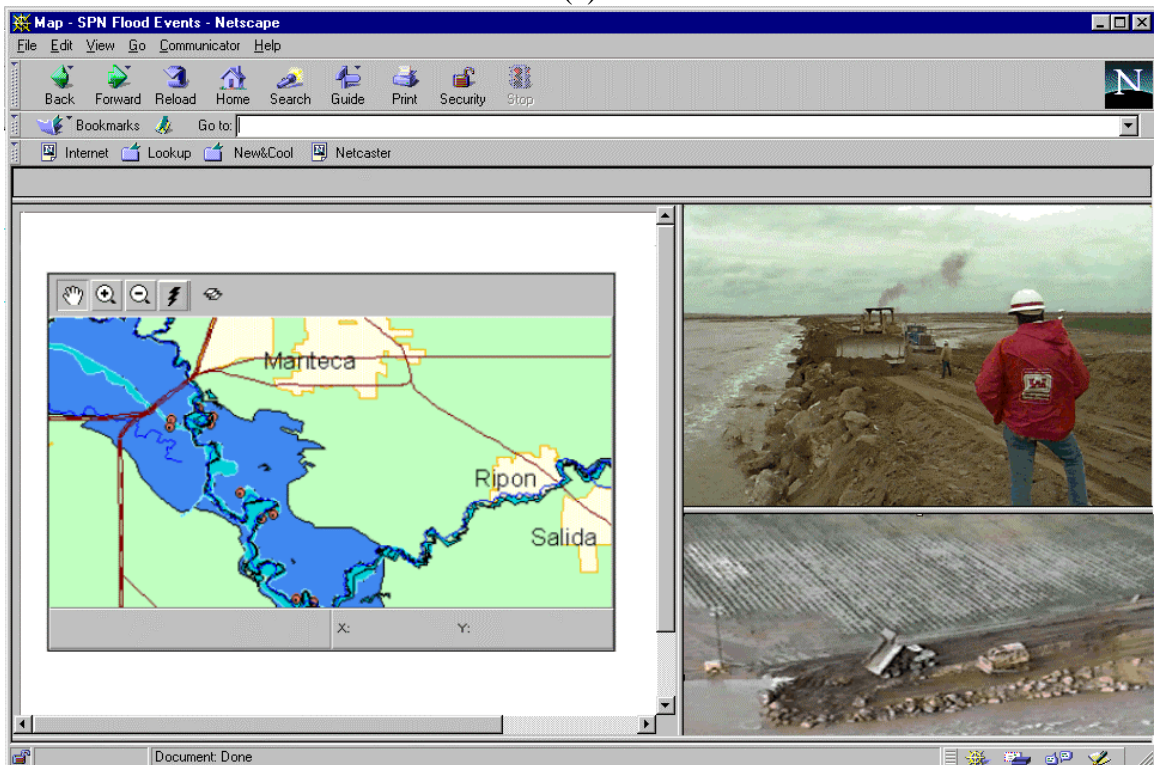 Map - SPN Flood Events - Netscape
File Edit View Go Communicator Help
N
Back Forward Reload Home Search Guide Print Security Stop
Bookmarks Go to:
Internet Lookup New&Cool Netcaster
Manteca
Ripon
Salida
X: Y:
Document: Done